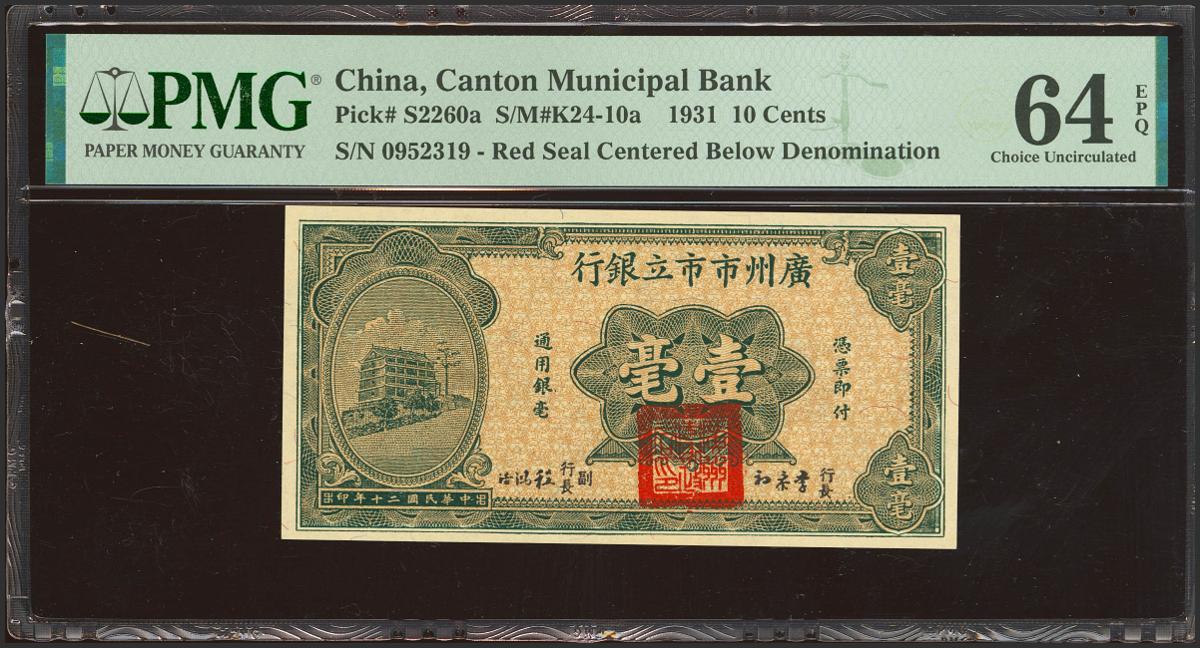 PMG®
PAPER MONEY GUARANTY
China, Canton Municipal Bank
Pick# S2260a S/M#K24-10a 1931 10 Cents
S/N 0952319 - Red Seal Centered Below Denomination
64
EPQ
Choice Uncirculated
廣州市市立銀行
壹毫
憑票即付
壹毫
通用銀毫
行長
副行長
壹毫
中華民國二十年印